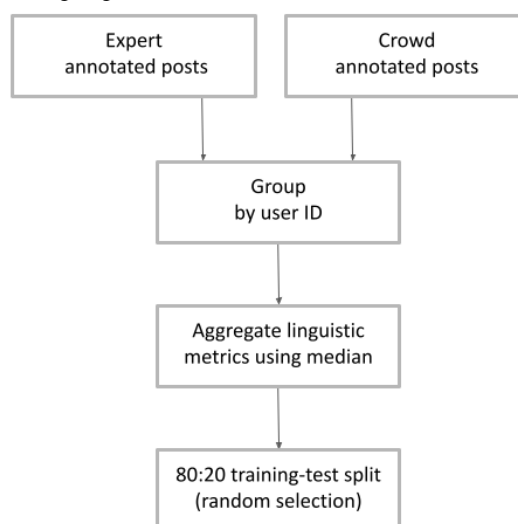 Expert
annotated posts
Crowd
annotated posts
Group
by user ID
Aggregate linguistic
metrics using median
80:20 training-test split
(random selection)